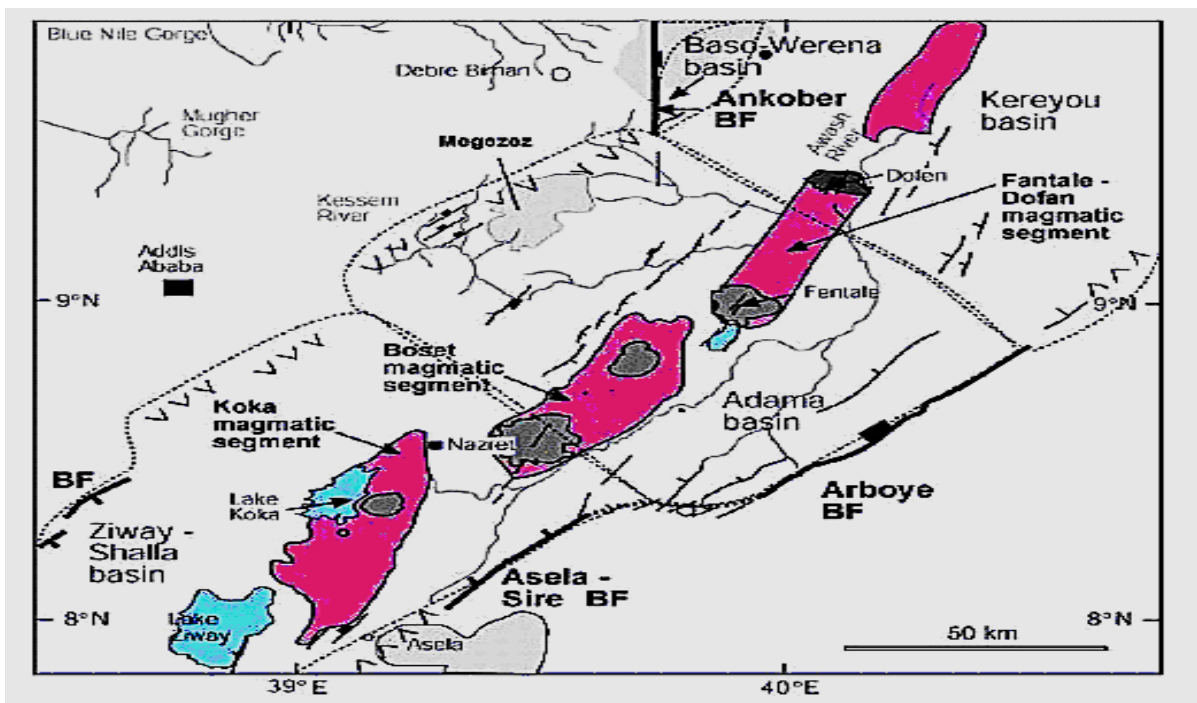 Blue Nile Gorge
Debre Birhan
Baso-Werena
basin
Ankober
BF
Kereyou
basin
Mugher
Gorge
Megezez
Awash
River
Dofen
Fantale -
Dofan
magmatic
segment
Kessem
River
Addis
Ababa
9°N
9°N
Fentale
Boset
magmatic
segment
Adama
basin
Koka
magmatic
segment
Nazret
BF
Lake
Koka
Arboye
BF
Ziway -
Shalla
basin
Asela -
Sire BF
8°N
Lake
Ziway
Asela
50 km
8°N
39°E
40°E